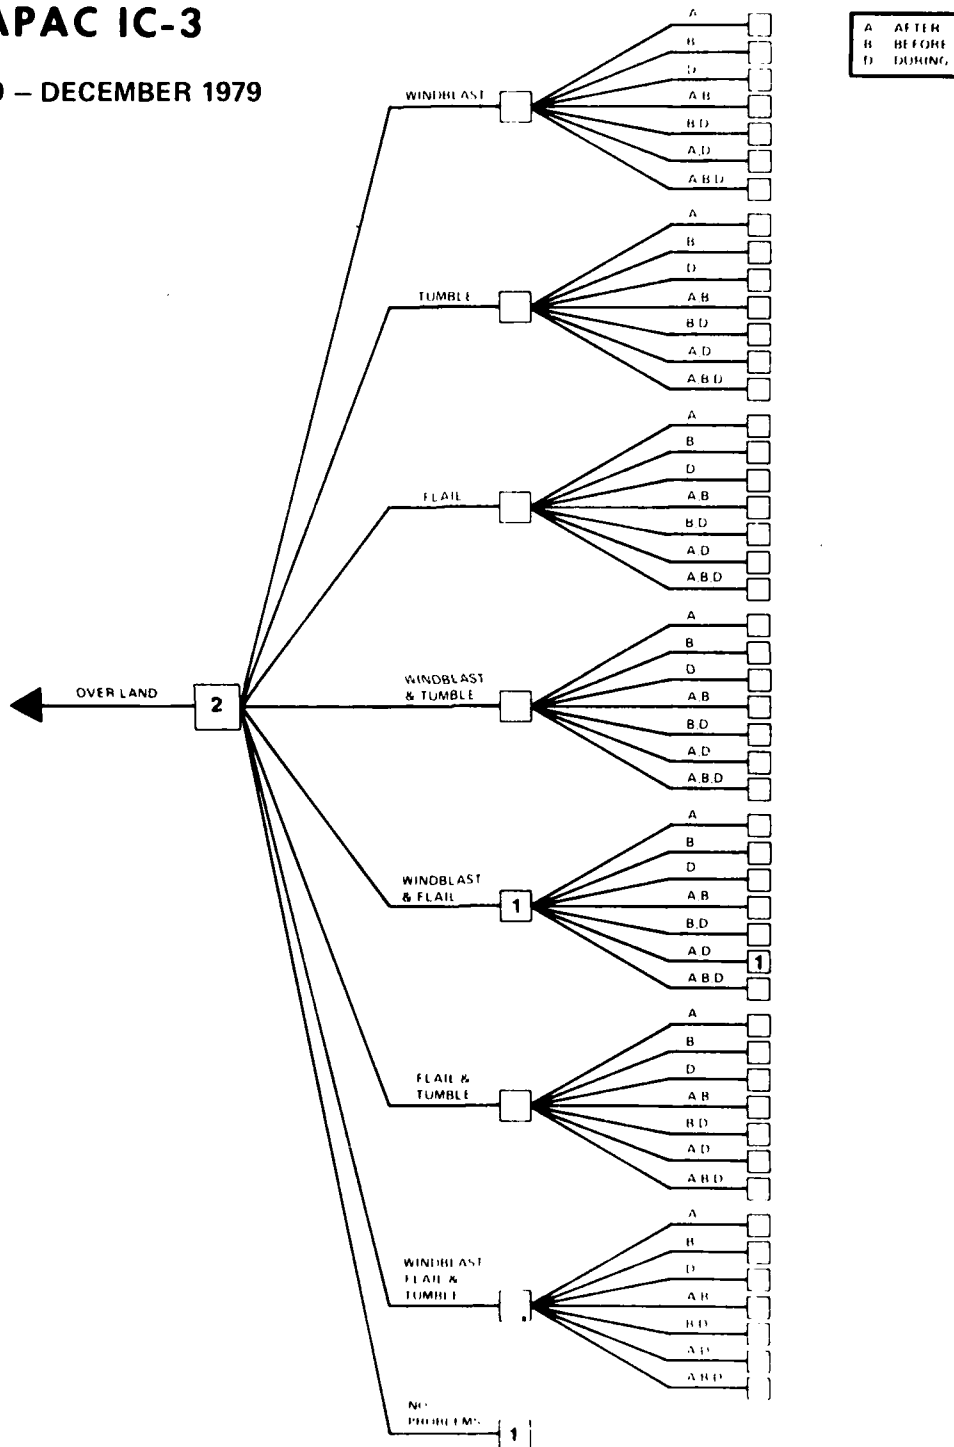 APAC IC-3
– DECEMBER 1979
A AFTER
B BEFORE
D DURING
WINDBLAST
A
B
D
A,B
B,D
A,D
A,B,D
TUMBLE
A
B
D
A,B
B,D
A,D
A,B,D
FLAIL
A
B
D
A,B
B,D
A,D
A,B,D
OVER LAND
2
WINDBLAST
& TUMBLE
A
B
D
A,B
B,D
A,D
A,B,D
WINDBLAST
& FLAIL
1
A
B
D
A,B
B,D
A,D
1
A,B,D
FLAIL &
TUMBLE
A
B
D
A,B
B,D
A,D
A,B,D
WINDBLAST
FLAIL &
TUMBLE
A
B
D
A,B
B,D
A,D
A,B,D
NO
PROBLEMS
1